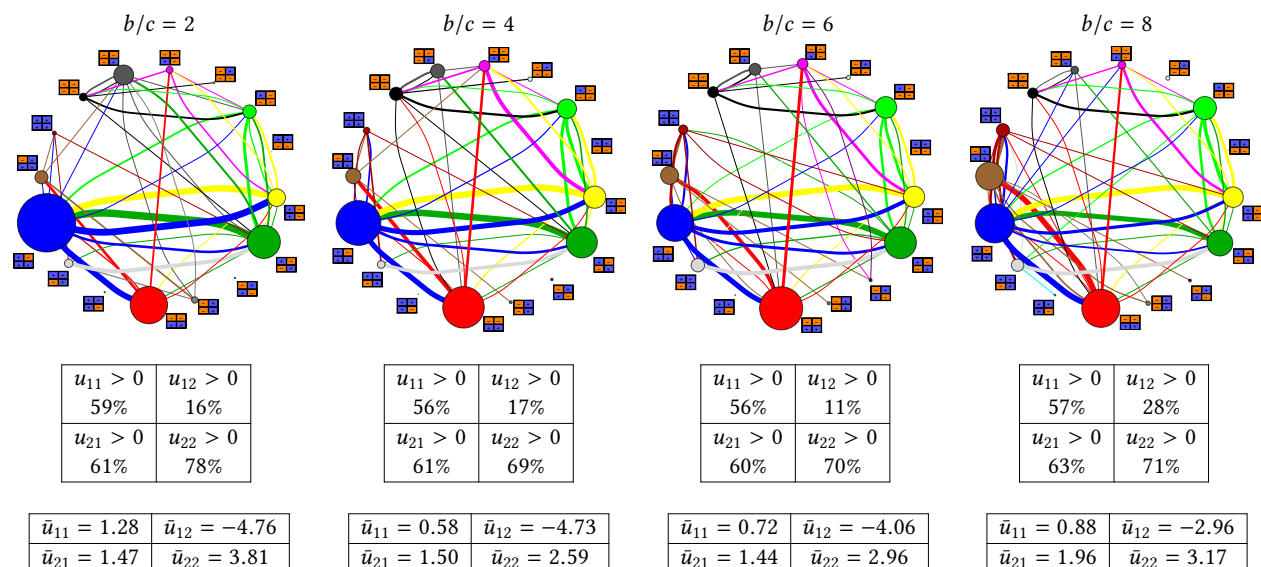 b/c = 2 b/c = 4 b/c = 6 b/c = 8
u₁₁ > 0 u₁₂ > 0 u₁₁ > 0 u₁₂ > 0 u₁₁ > 0 u₁₂ > 0 u₁₁ > 0 u₁₂ > 0
59% 16% 56% 17% 56% 11% 57% 28%
u₂₁ > 0 u₂₂ > 0 u₂₁ > 0 u₂₂ > 0 u₂₁ > 0 u₂₂ > 0 u₂₁ > 0 u₂₂ > 0
61% 78% 61% 69% 60% 70% 63% 71%
ū₁₁ = 1.28 ū₁₂ = −4.76 ū₁₁ = 0.58 ū₁₂ = −4.73 ū₁₁ = 0.72 ū₁₂ = −4.06 ū₁₁ = 0.88 ū₁₂ = −2.96
ū₂₁ = 1.47 ū₂₂ = 3.81 ū₂₁ = 1.50 ū₂₂ = 2.59 ū₂₁ = 1.44 ū₂₂ = 2.96 ū₂₁ = 1.96 ū₂₂ = 3.17